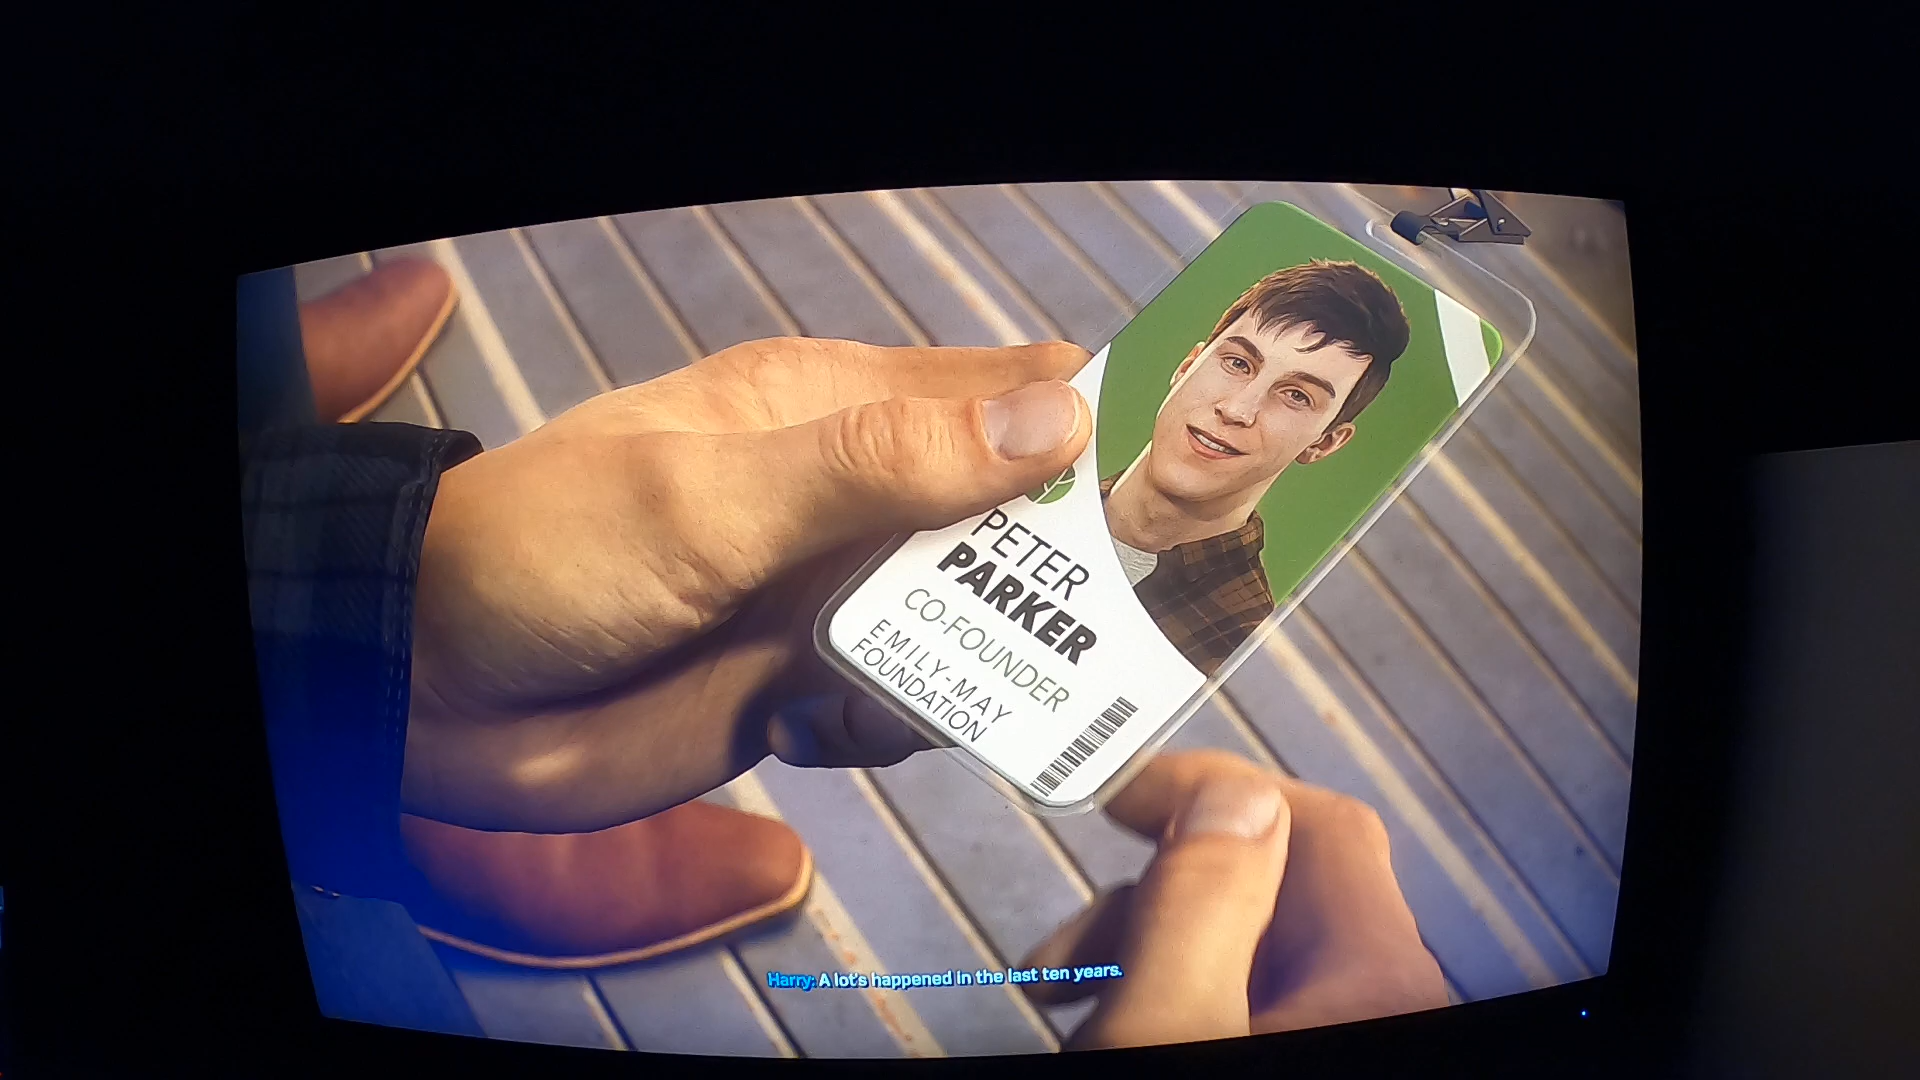 PETER
PARKER
CO-FOUNDER
EMILY-MAY
FOUNDATION
Harry: A lot's happened in the last ten years.